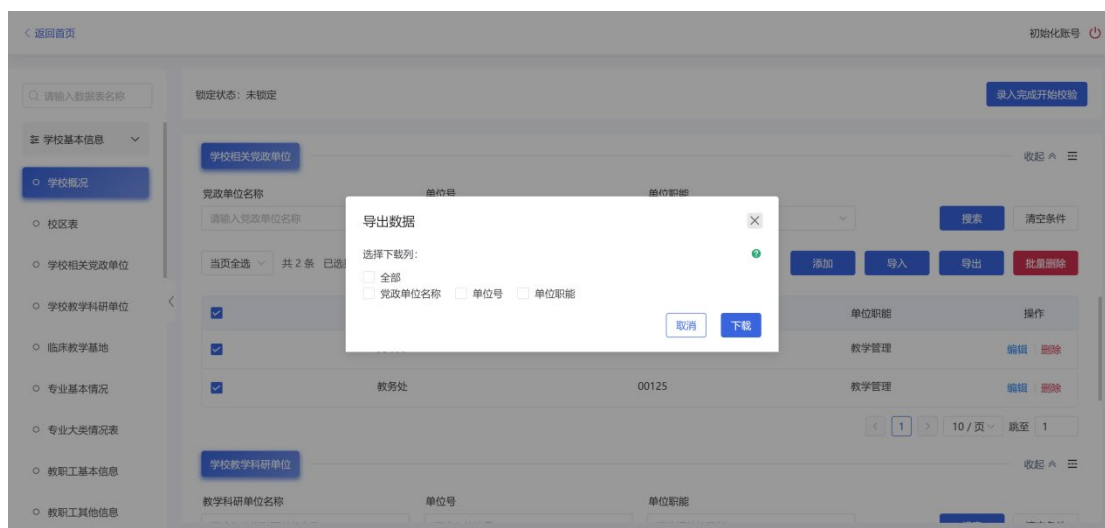 返回首页
初始化账号
请输入数据表名称
锁定状态：未锁定
录入完成开始校验
学校基本信息
学校概况
校区表
学校相关党政单位
学校教学科研单位
临床教学基地
专业基本情况
专业大类情况表
教职工基本信息
教职工其他信息
学校相关党政单位
收起
党政单位名称 单位号 单位职能
请输入党政单位名称
搜索 清空条件
当页全选 共 2 条 已选
添加 导入 导出 批量删除
导出数据
选择下载列：
全部
党政单位名称 单位号 单位职能
取消 下载
单位职能 操作
教学管理 编辑 删除
教务处 00125 教学管理 编辑 删除
1 10 / 页 跳至 1
学校教学科研单位
收起
教学科研单位名称 单位号 单位职能